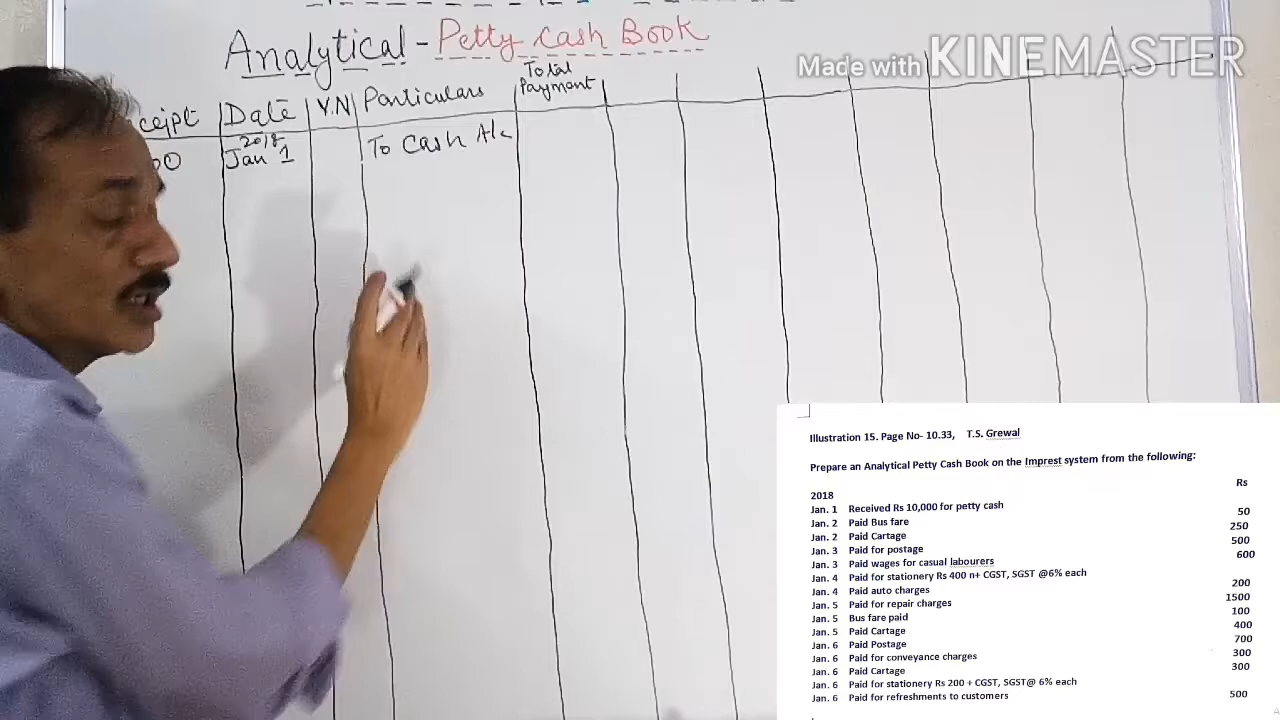 Analytical - Petty Cash Book
Made with KINEMASTER
ceipt Date V.N Particulars Total Payment
00 2018 Jan 1 To Cash A/c
Illustration 15. Page No- 10.33, T.S. Grewal
Prepare an Analytical Petty Cash Book on the Imprest system from the following:
Rs
2018
Jan. 1 Received Rs 10,000 for petty cash
Jan. 2 Paid Bus fare 50
Jan. 2 Paid Cartage 250
Jan. 3 Paid for postage 500
Jan. 3 Paid wages for casual labourers 600
Jan. 4 Paid for stationery Rs 400 n+ CGST, SGST @6% each
Jan. 4 Paid auto charges 200
Jan. 5 Paid for repair charges 1500
Jan. 5 Bus fare paid 100
Jan. 5 Paid Cartage 400
Jan. 6 Paid Postage 700
Jan. 6 Paid for conveyance charges 300
Jan. 6 Paid Cartage 300
Jan. 6 Paid for stationery Rs 200 + CGST, SGST@ 6% each
Jan. 6 Paid for refreshments to customers 500